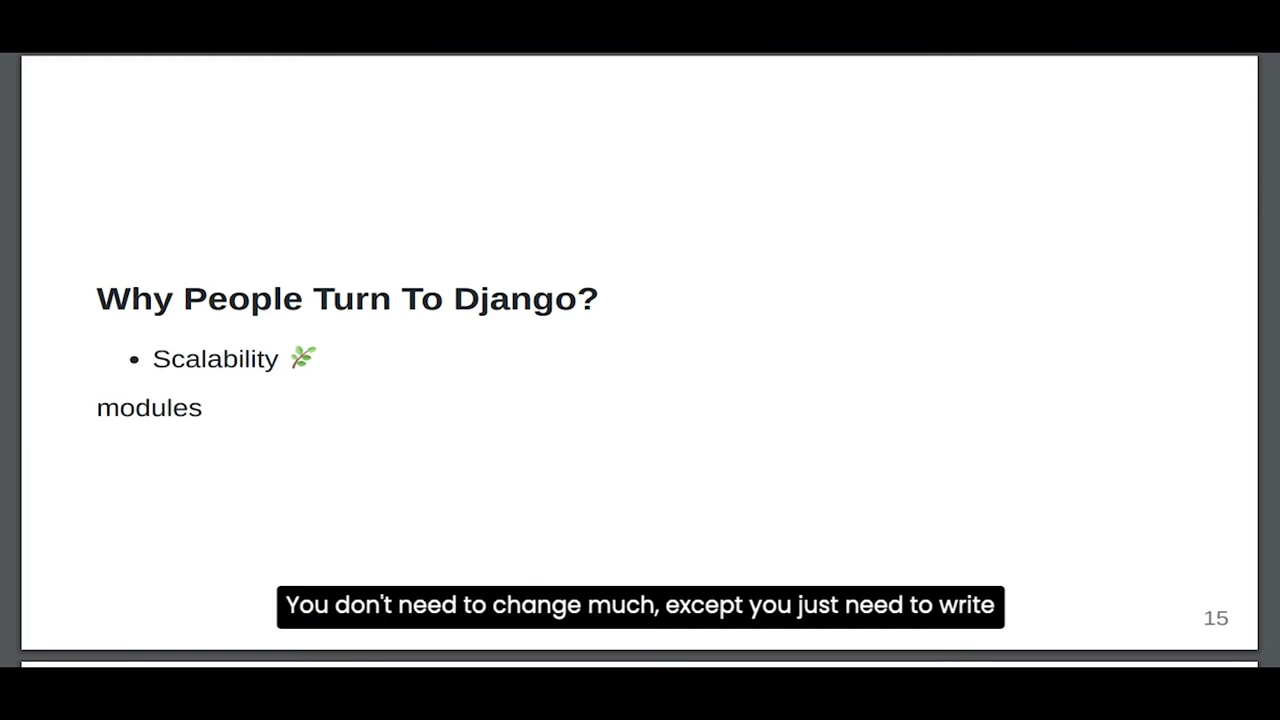 Why People Turn To Django?
• Scalability 🌿
modules
You don't need to change much, except you just need to write
15